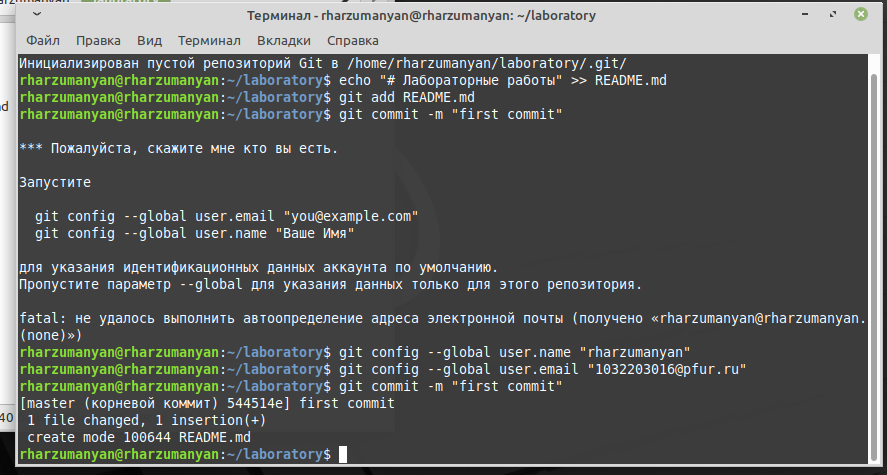 Терминал - rharzumanyan@rharzumanyan: ~/laboratory
Файл Правка Вид Терминал Вкладки Справка
Инициализирован пустой репозиторий Git в /home/rharzumanyan/laboratory/.git/
rharzumanyan@rharzumanyan:~/laboratory$ echo "# Лабораторные работы" >> README.md
rharzumanyan@rharzumanyan:~/laboratory$ git add README.md
rharzumanyan@rharzumanyan:~/laboratory$ git commit -m "first commit"
*** Пожалуйста, скажите мне кто вы есть.
Запустите
git config --global user.email "you@example.com"
git config --global user.name "Ваше Имя"
для указания идентификационных данных аккаунта по умолчанию.
Пропустите параметр --global для указания данных только для этого репозитория.
fatal: не удалось выполнить автоопределение адреса электронной почты (получено «rharzumanyan@rharzumanyan.
(none)»)
rharzumanyan@rharzumanyan:~/laboratory$ git config --global user.name "rharzumanyan"
rharzumanyan@rharzumanyan:~/laboratory$ git config --global user.email "1032203016@pfur.ru"
rharzumanyan@rharzumanyan:~/laboratory$ git commit -m "first commit"
[master (корневой коммит) 544514e] first commit
1 file changed, 1 insertion(+)
create mode 100644 README.md
rharzumanyan@rharzumanyan:~/laboratory$
40